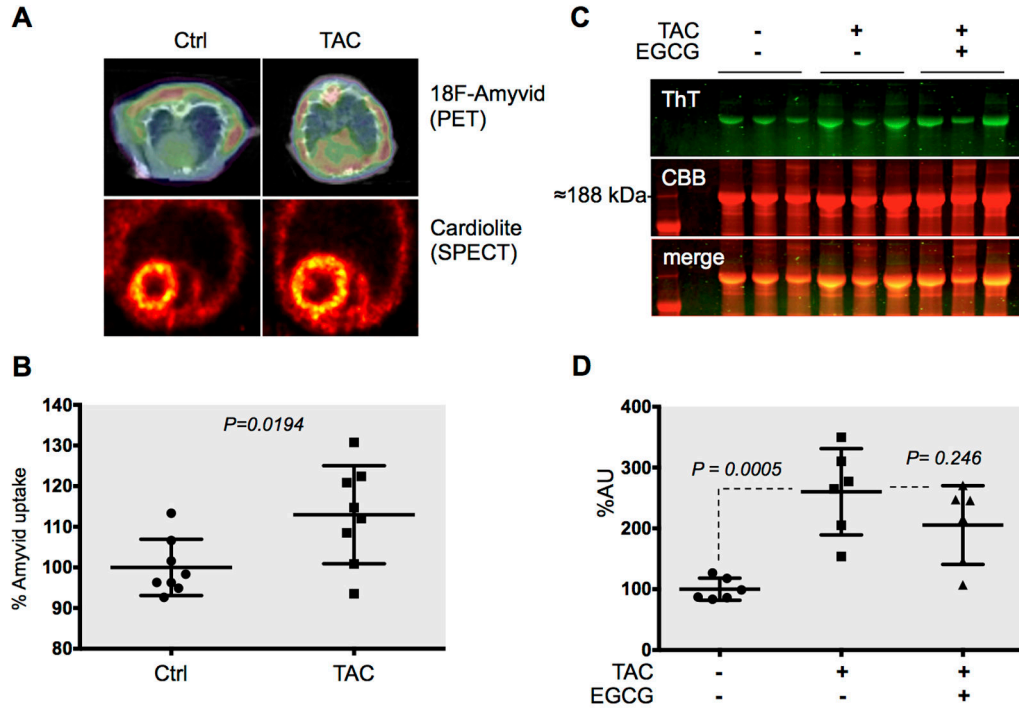 A
Ctrl TAC
18F-Amyvid
(PET)
Cardiolite
(SPECT)
B
% Amyvid uptake
140
130
120
110
100
90
80
P=0.0194
Ctrl TAC
C
TAC - + +
EGCG - - +
ThT
CBB
≈188 kDa-
merge
D
%AU
400
300
200
100
0
P = 0.0005
P= 0.246
TAC - + +
EGCG - - +